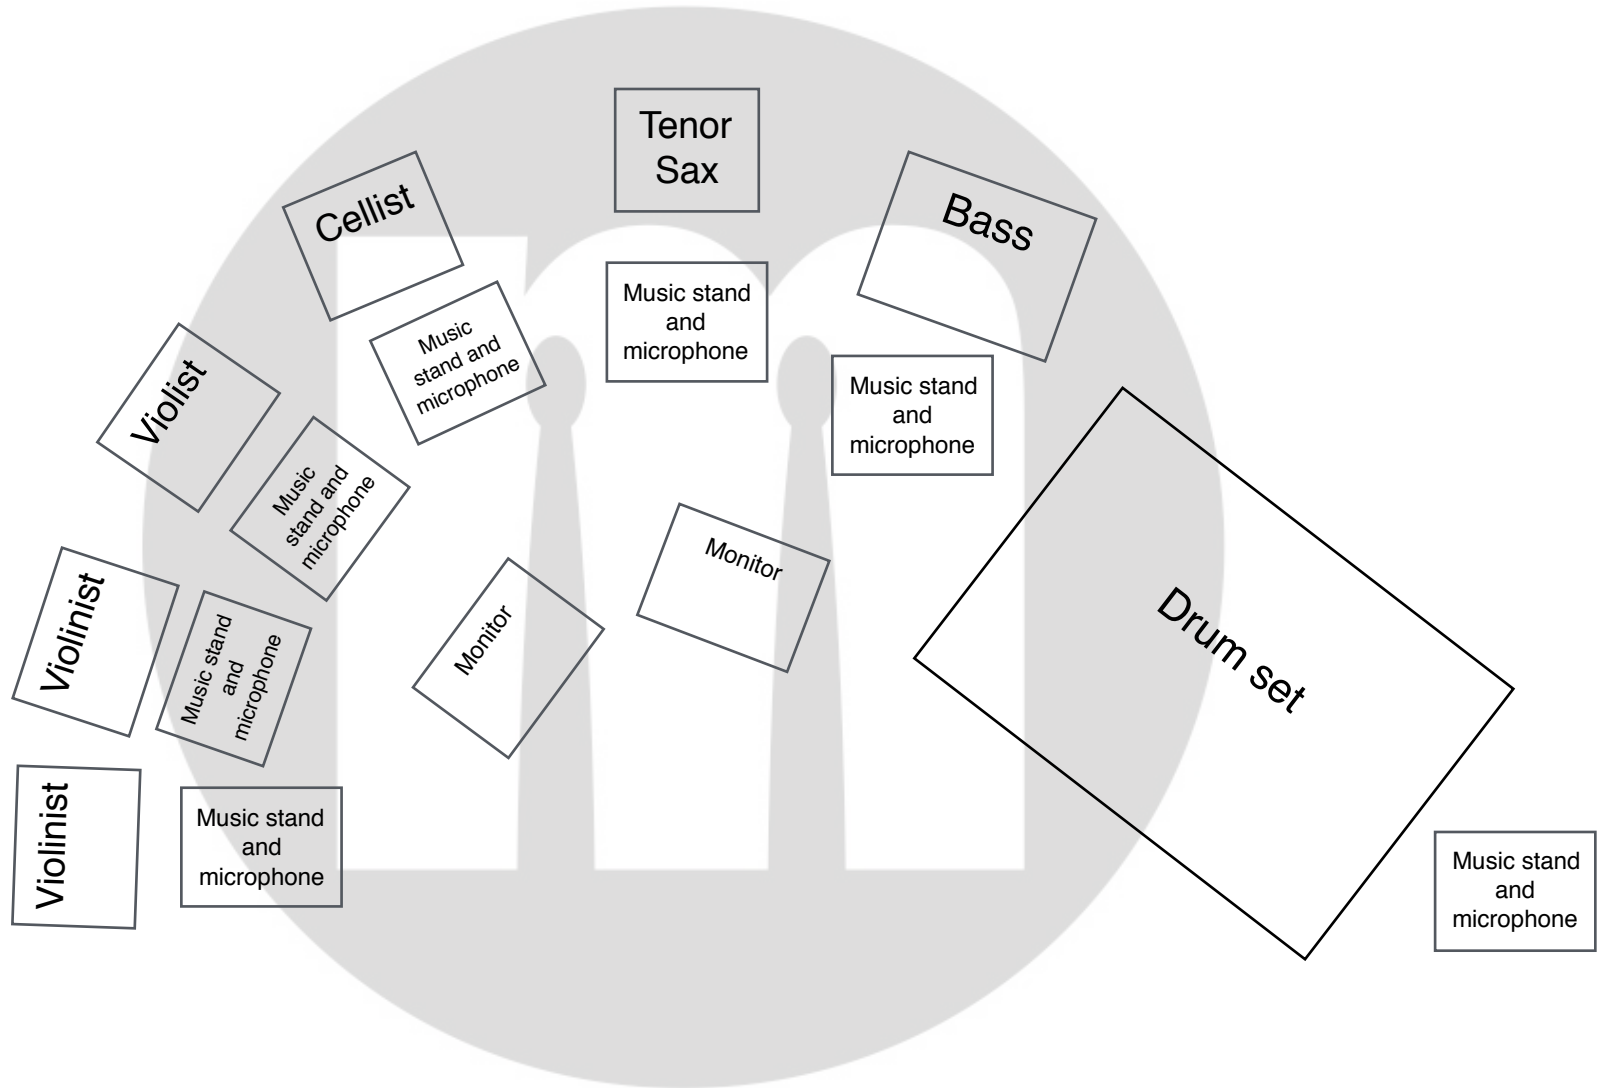 Tenor
Sax
Cellist
Bass
Music stand
and
microphone
Music
stand and
microphone
Violist
Music stand
and
microphone
Music
stand and
microphone
Monitor
Violinist
Monitor
Drum set
Music stand
and
microphone
Violinist
Music stand
and
microphone
Music stand
and
microphone